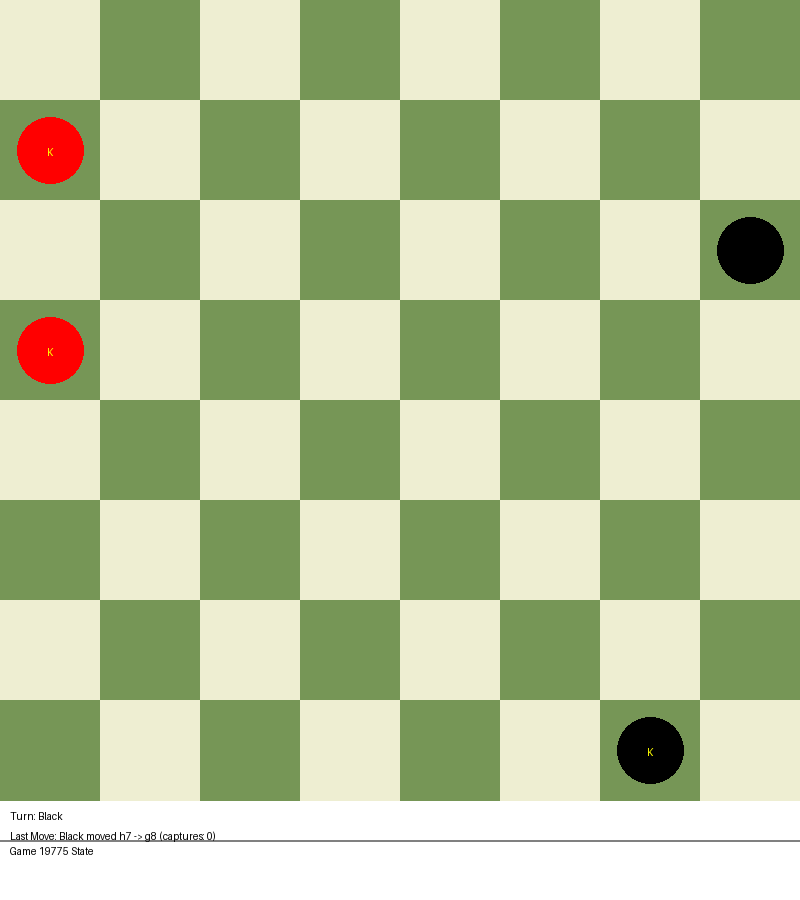 K
K
K
Turn: Black
Last Move: Black moved h7 -> g8 (captures: 0)
Game 19775 State